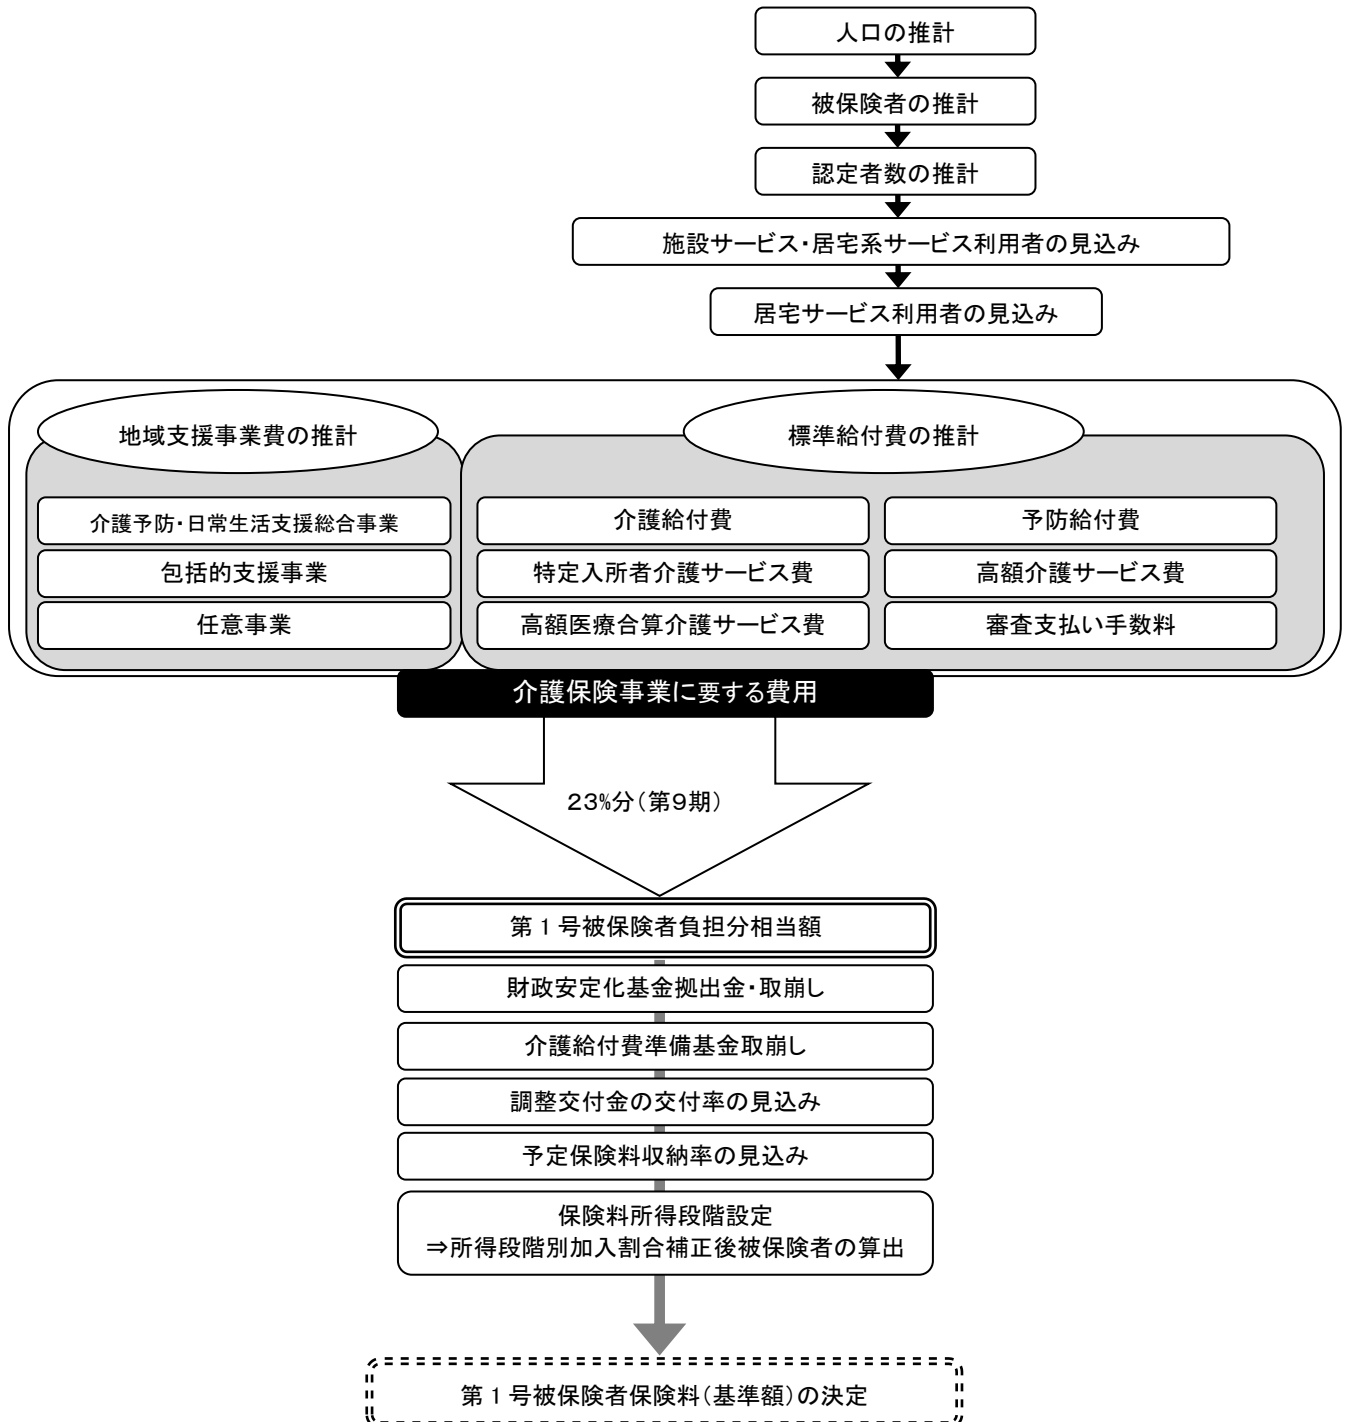 人口の推計
被保険者の推計
認定者数の推計
施設サービス・居宅系サービス利用者の見込み
居宅サービス利用者の見込み
地域支援事業費の推計
介護予防・日常生活支援総合事業
包括的支援事業
任意事業
標準給付費の推計
介護給付費
予防給付費
特定入所者介護サービス費
高額介護サービス費
高額医療合算介護サービス費
審査支払い手数料
介護保険事業に要する費用
23%分(第9期)
第1号被保険者負担分相当額
財政安定化基金拠出金・取崩し
介護給付費準備基金取崩し
調整交付金の交付率の見込み
予定保険料収納率の見込み
保険料所得段階設定
⇒所得段階別加入割合補正後被保険者の算出
第1号被保険者保険料(基準額)の決定